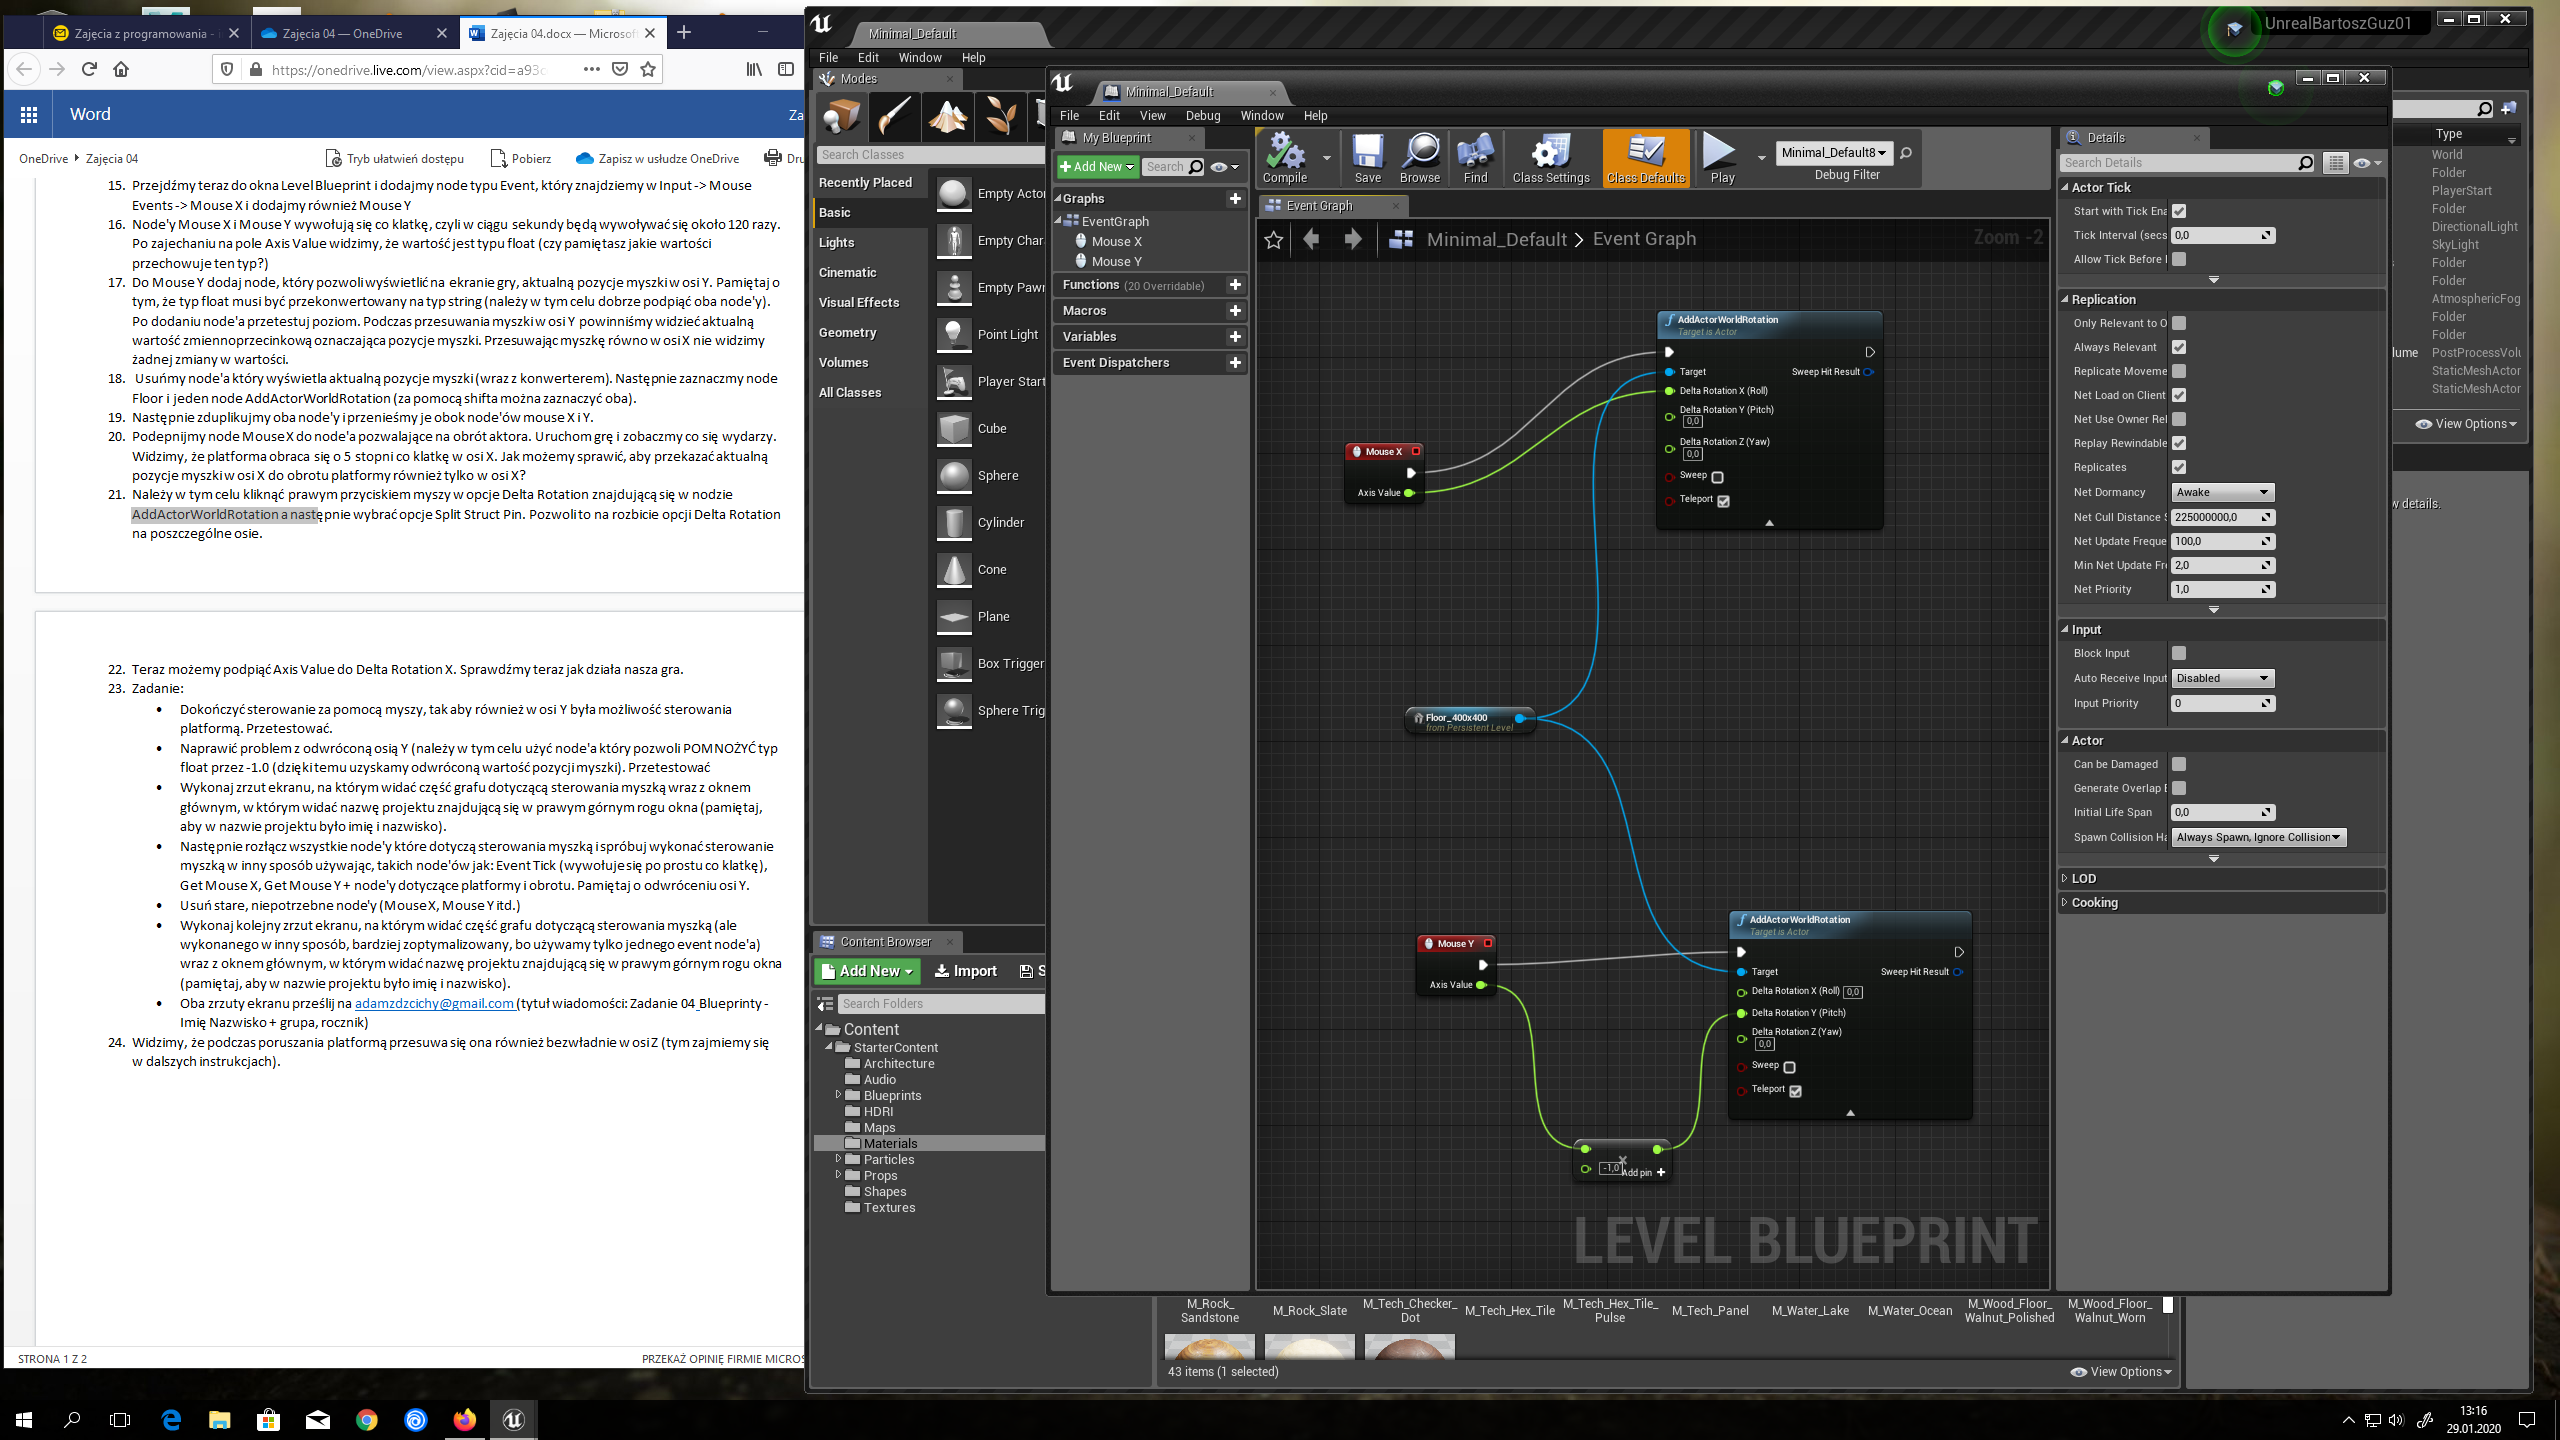 Zajęcia z programowania -
Zajęcia 04 — OneDrive
Zajęcia 04.docx — Microsof
https://onedrive.live.com/view.aspx?cid=a93c
Word
Za
OneDrive
Zajęcia 04
Tryb ułatwień dostępu
Pobierz
Zapisz w usłudze OneDrive
Dru
15. Przejdźmy teraz do okna Level Blueprint i dodajmy node typu Event, który znajdziemy w Input -> Mouse
Events -> Mouse X i dodajmy również Mouse Y
16. Node'y Mouse X i Mouse Y wywołują się co klatkę, czyli w ciągu sekundy będą wywoływać się około 120 razy.
Po zajechaniu na pole Axis Value widzimy, że wartość jest typu float (czy pamiętasz jakie wartości
przechowuje ten typ?)
17. Do Mouse Y dodaj node, który pozwoli wyświetlić na ekranie gry, aktualną pozycje myszki w osi Y. Pamiętaj o
tym, że typ float musi być przekonwertowany na typ string (należy w tym celu dobrze podpiąć oba node'y).
Po dodaniu node'a przetestuj poziom. Podczas przesuwania myszki w osi Y powinniśmy widzieć aktualną
wartość zmiennoprzecinkową oznaczająca pozycje myszki. Przesuwając myszkę równo w osi X nie widzimy
żadnej zmiany w wartości.
18. Usuńmy node'a który wyświetla aktualną pozycje myszki (wraz z konwerterem). Następnie zaznaczmy node
Floor i jeden node AddActorWorldRotation (za pomocą shifta można zaznaczyć oba).
19. Następnie zduplikujmy oba node'y i przenieśmy je obok node'ów mouse X i Y.
20. Podepnijmy node Mouse X do node'a pozwalające na obrót aktora. Uruchom grę i zobaczmy co się wydarzy.
Widzimy, że platforma obraca się o 5 stopni co klatkę w osi X. Jak możemy sprawić, aby przekazać aktualną
pozycje myszki w osi X do obrotu platformy również tylko w osi X?
21. Należy w tym celu kliknąć prawym przyciskiem myszy w opcje Delta Rotation znajdującą się w nodzie
AddActorWorldRotation a następnie wybrać opcje Split Struct Pin. Pozwoli to na rozbicie opcji Delta Rotation
na poszczególne osie.
22. Teraz możemy podpiąć Axis Value do Delta Rotation X. Sprawdźmy teraz jak działa nasza gra.
23. Zadanie:
• Dokończyć sterowanie za pomocą myszy, tak aby również w osi Y była możliwość sterowania
platformą. Przetestować.
• Naprawić problem z odwróconą osią Y (należy w tym celu użyć node'a który pozwoli POMNOŻYĆ typ
float przez -1.0 (dzięki temu uzyskamy odwróconą wartość pozycji myszki). Przetestować
• Wykonaj zrzut ekranu, na którym widać część grafu dotyczącą sterowania myszką wraz z oknem
głównym, w którym widać nazwę projektu znajdującą się w prawym górnym rogu okna (pamiętaj,
aby w nazwie projektu było imię i nazwisko).
• Następnie rozłącz wszystkie node'y które dotyczą sterowania myszką i spróbuj wykonać sterowanie
myszką w inny sposób używając, takich node'ów jak: Event Tick (wywołuje się po prostu co klatkę),
Get Mouse X, Get Mouse Y + node'y dotyczące platformy i obrotu. Pamiętaj o odwróceniu osi Y.
• Usuń stare, niepotrzebne node'y (Mouse X, Mouse Y itd.)
• Wykonaj kolejny zrzut ekranu, na którym widać część grafu dotyczącą sterowania myszką (ale
wykonanego w inny sposób, bardziej zoptymalizowany, bo używamy tylko jednego event node'a)
wraz z oknem głównym, w którym widać nazwę projektu znajdującą się w prawym górnym rogu okna
(pamiętaj, aby w nazwie projektu było imię i nazwisko).
• Oba zrzuty ekranu prześlij na adamzdzcichy@gmail.com (tytuł wiadomości: Zadanie 04_Blueprinty -
Imię Nazwisko + grupa, rocznik)
24. Widzimy, że podczas poruszania platformą przesuwa się ona również bezwładnie w osi Z (tym zajmiemy się
w dalszych instrukcjach).
STRONA 1 Z 2
PRZEKAŻ OPINIĘ FIRMIE MICROS
Minimal_Default
UnrealBartoszGuz01
File Edit Window Help
Modes
Search Classes
Recently Placed
Basic
Lights
Cinematic
Visual Effects
Geometry
Volumes
All Classes
Empty Actor
Empty Chara
Empty Pawn
Point Light
Player Start
Cube
Sphere
Cylinder
Cone
Plane
Box Trigger
Sphere Trig
Content Browser
Add New
Import
S
Search Folders
Content
StarterContent
Architecture
Audio
Blueprints
HDRI
Maps
Materials
Particles
Props
Shapes
Textures
Minimal_Default
File Edit View Debug Window Help
My Blueprint
Add New
Search
Graphs
EventGraph
Mouse X
Mouse Y
Functions (20 Overridable)
Macros
Variables
Event Dispatchers
Compile
Save
Browse
Find
Class Settings
Class Defaults
Play
Minimal_Default8
Debug Filter
Event Graph
Minimal_Default > Event Graph
Zoom -2
AddActorWorldRotation
Target is Actor
Target
Sweep Hit Result
Delta Rotation X (Roll)
Delta Rotation Y (Pitch)
0,0
Delta Rotation Z (Yaw)
0,0
Sweep
Teleport
Mouse X
Axis Value
Floor_400x400
from Persistent Level
Mouse Y
Axis Value
AddActorWorldRotation
Target is Actor
Target
Sweep Hit Result
Delta Rotation X (Roll) 0,0
Delta Rotation Y (Pitch)
Delta Rotation Z (Yaw)
0,0
Sweep
Teleport
-1,0
Add pin +
LEVEL BLUEPRINT
Details
Search Details
Actor Tick
Start with Tick Ena
Tick Interval (secs 0,0
Allow Tick Before
Replication
Only Relevant to O
Always Relevant
Replicate Moveme
Net Load on Client
Net Use Owner Rel
Replay Rewindable
Replicates
Net Dormancy Awake
Net Cull Distance S 225000000,0
Net Update Freque 100,0
Min Net Update Fr 2,0
Net Priority 1,0
Input
Block Input
Auto Receive Input Disabled
Input Priority 0
Actor
Can be Damaged
Generate Overlap E
Initial Life Span 0,0
Spawn Collision Ha Always Spawn, Ignore Collision
LOD
Cooking
Type
World
Folder
PlayerStart
Folder
DirectionalLight
SkyLight
Folder
Folder
AtmosphericFog
Folder
Folder
lume PostProcessVolu
StaticMeshActor
StaticMeshActor
View Options
w details.
M_Rock_
Sandstone
M_Rock_Slate
M_Tech_Checker_
Dot
M_Tech_Hex_Tile
M_Tech_Hex_Tile_
Pulse
M_Tech_Panel
M_Water_Lake
M_Water_Ocean
M_Wood_Floor_
Walnut_Polished
M_Wood_Floor_
Walnut_Worn
43 items (1 selected)
View Options
13:16
29.01.2020